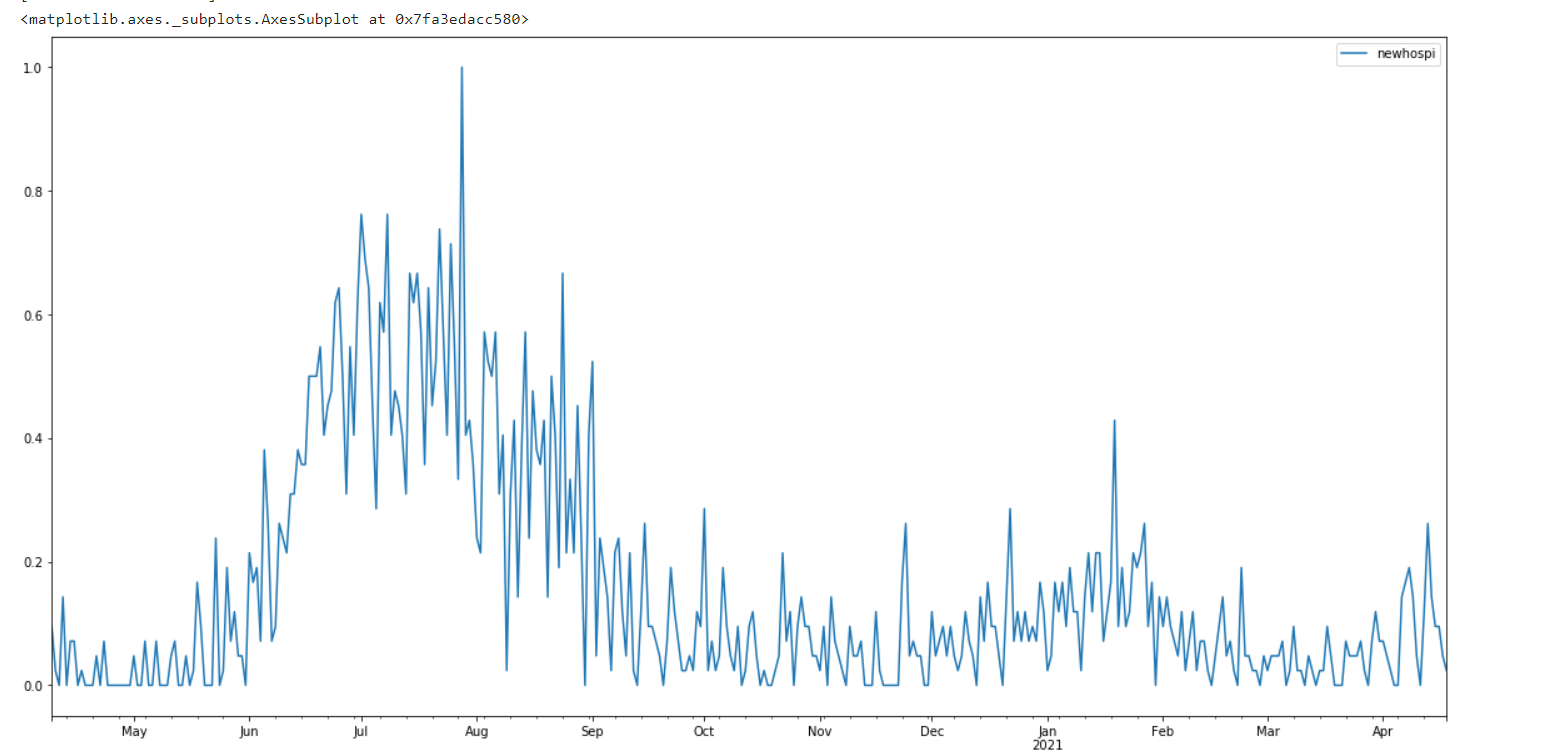 <matplotlib.axes._subplots.AxesSubplot at 0x7fa3edacc580>
newhospi
1.0
0.8
0.6
0.4
0.2
0.0
May Jun Jul Aug Sep Oct Nov Dec Jan Feb Mar Apr
2021